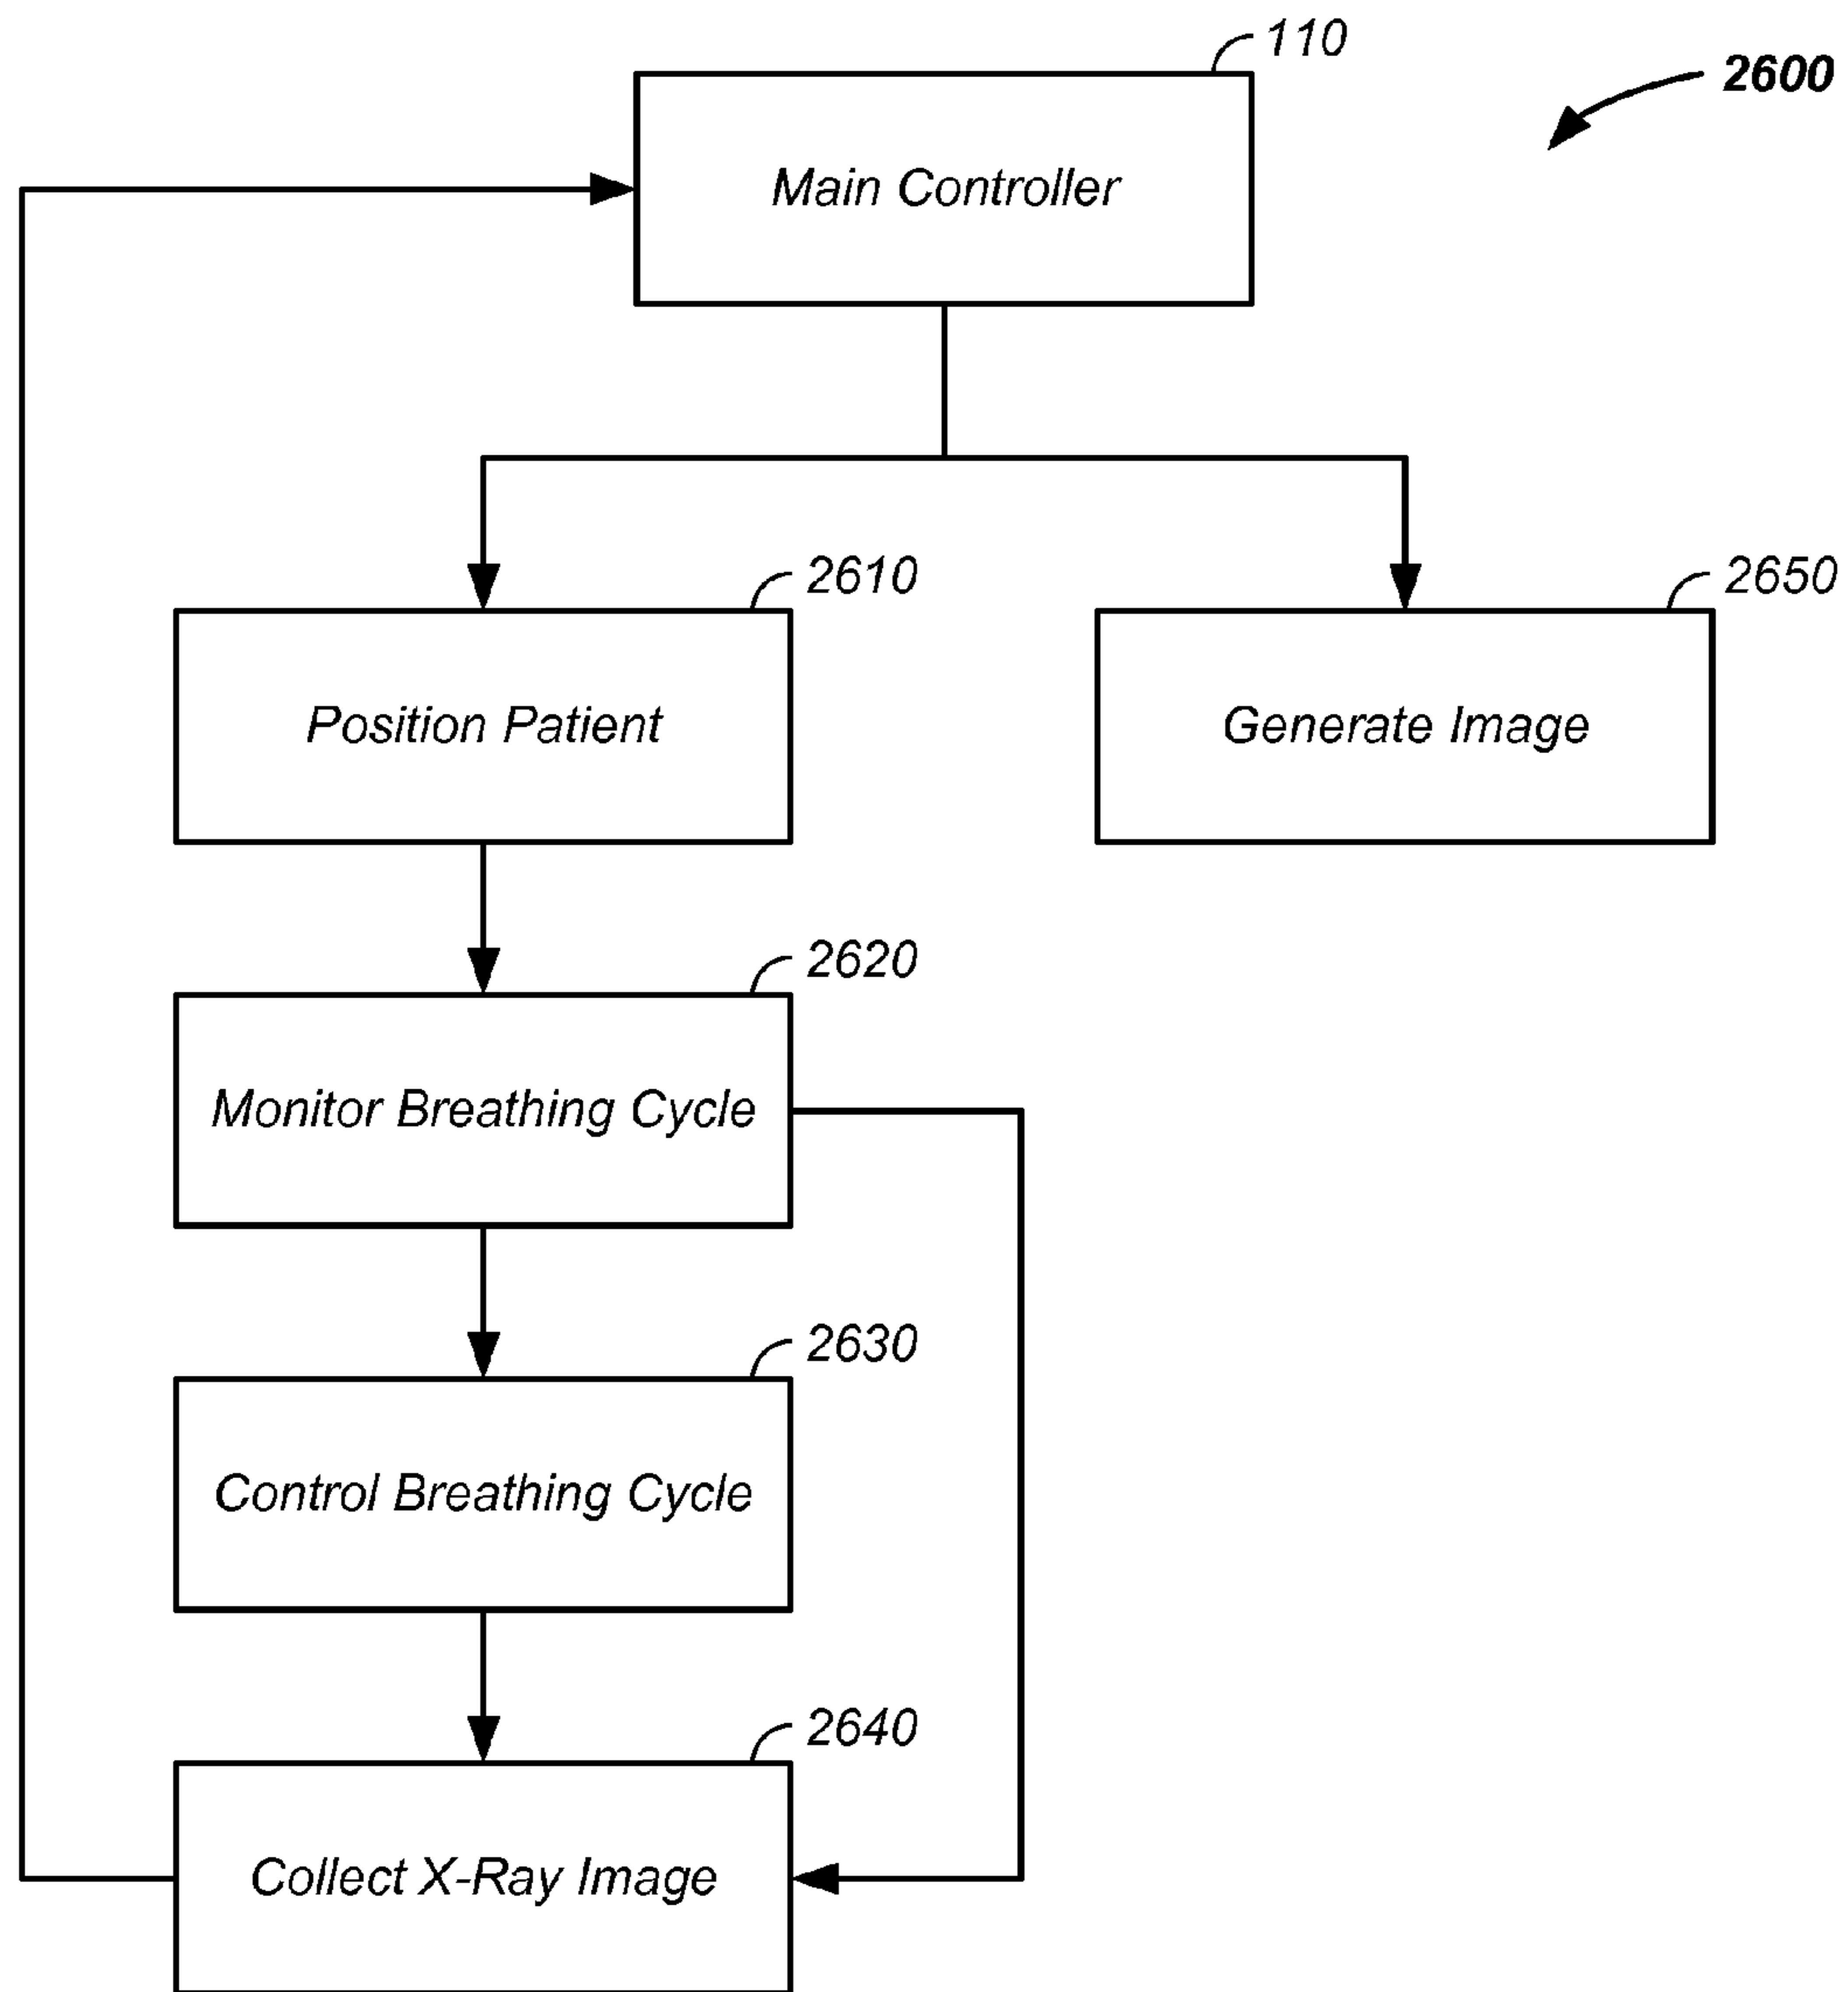 110
2600
Main Controller
2610
2650
Position Patient
Generate Image
2620
Monitor Breathing Cycle
2630
Control Breathing Cycle
2640
Collect X-Ray Image